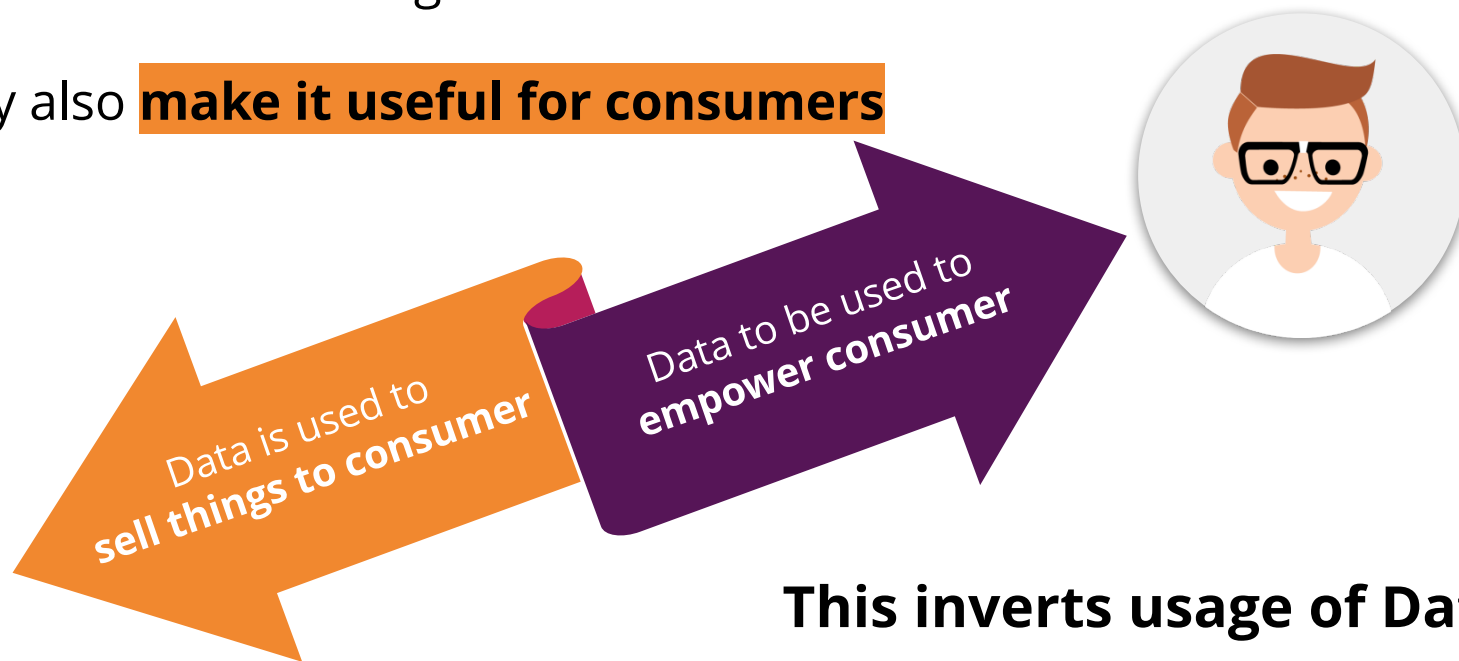 y also make it useful for consumers
Data to be used to
empower consumer
Data is used to
sell things to consumer
This inverts usage of Da